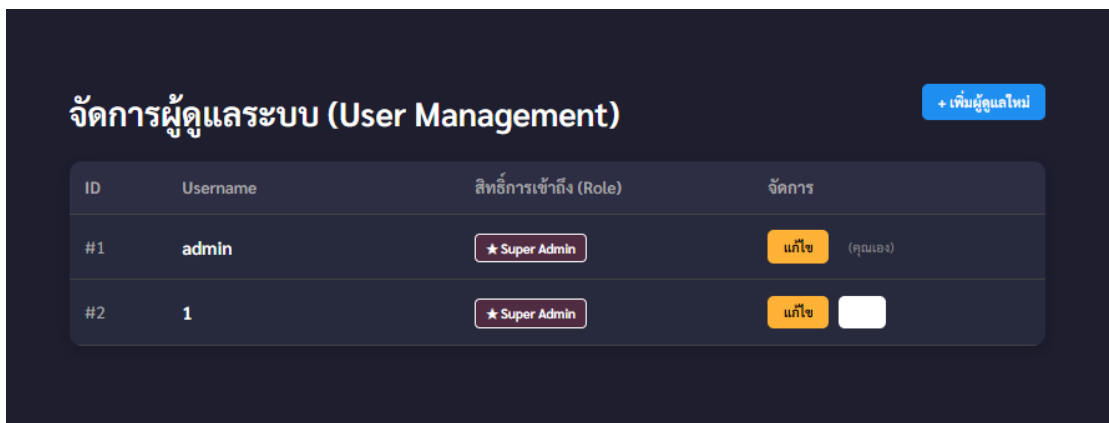 จัดการผู้ดูแลระบบ (User Management)
+ เพิ่มผู้ดูแลใหม่
ID Username สิทธิ์การเข้าถึง (Role) จัดการ
#1 admin ★ Super Admin แก้ไข (คุณเอง)
#2 1 ★ Super Admin แก้ไข